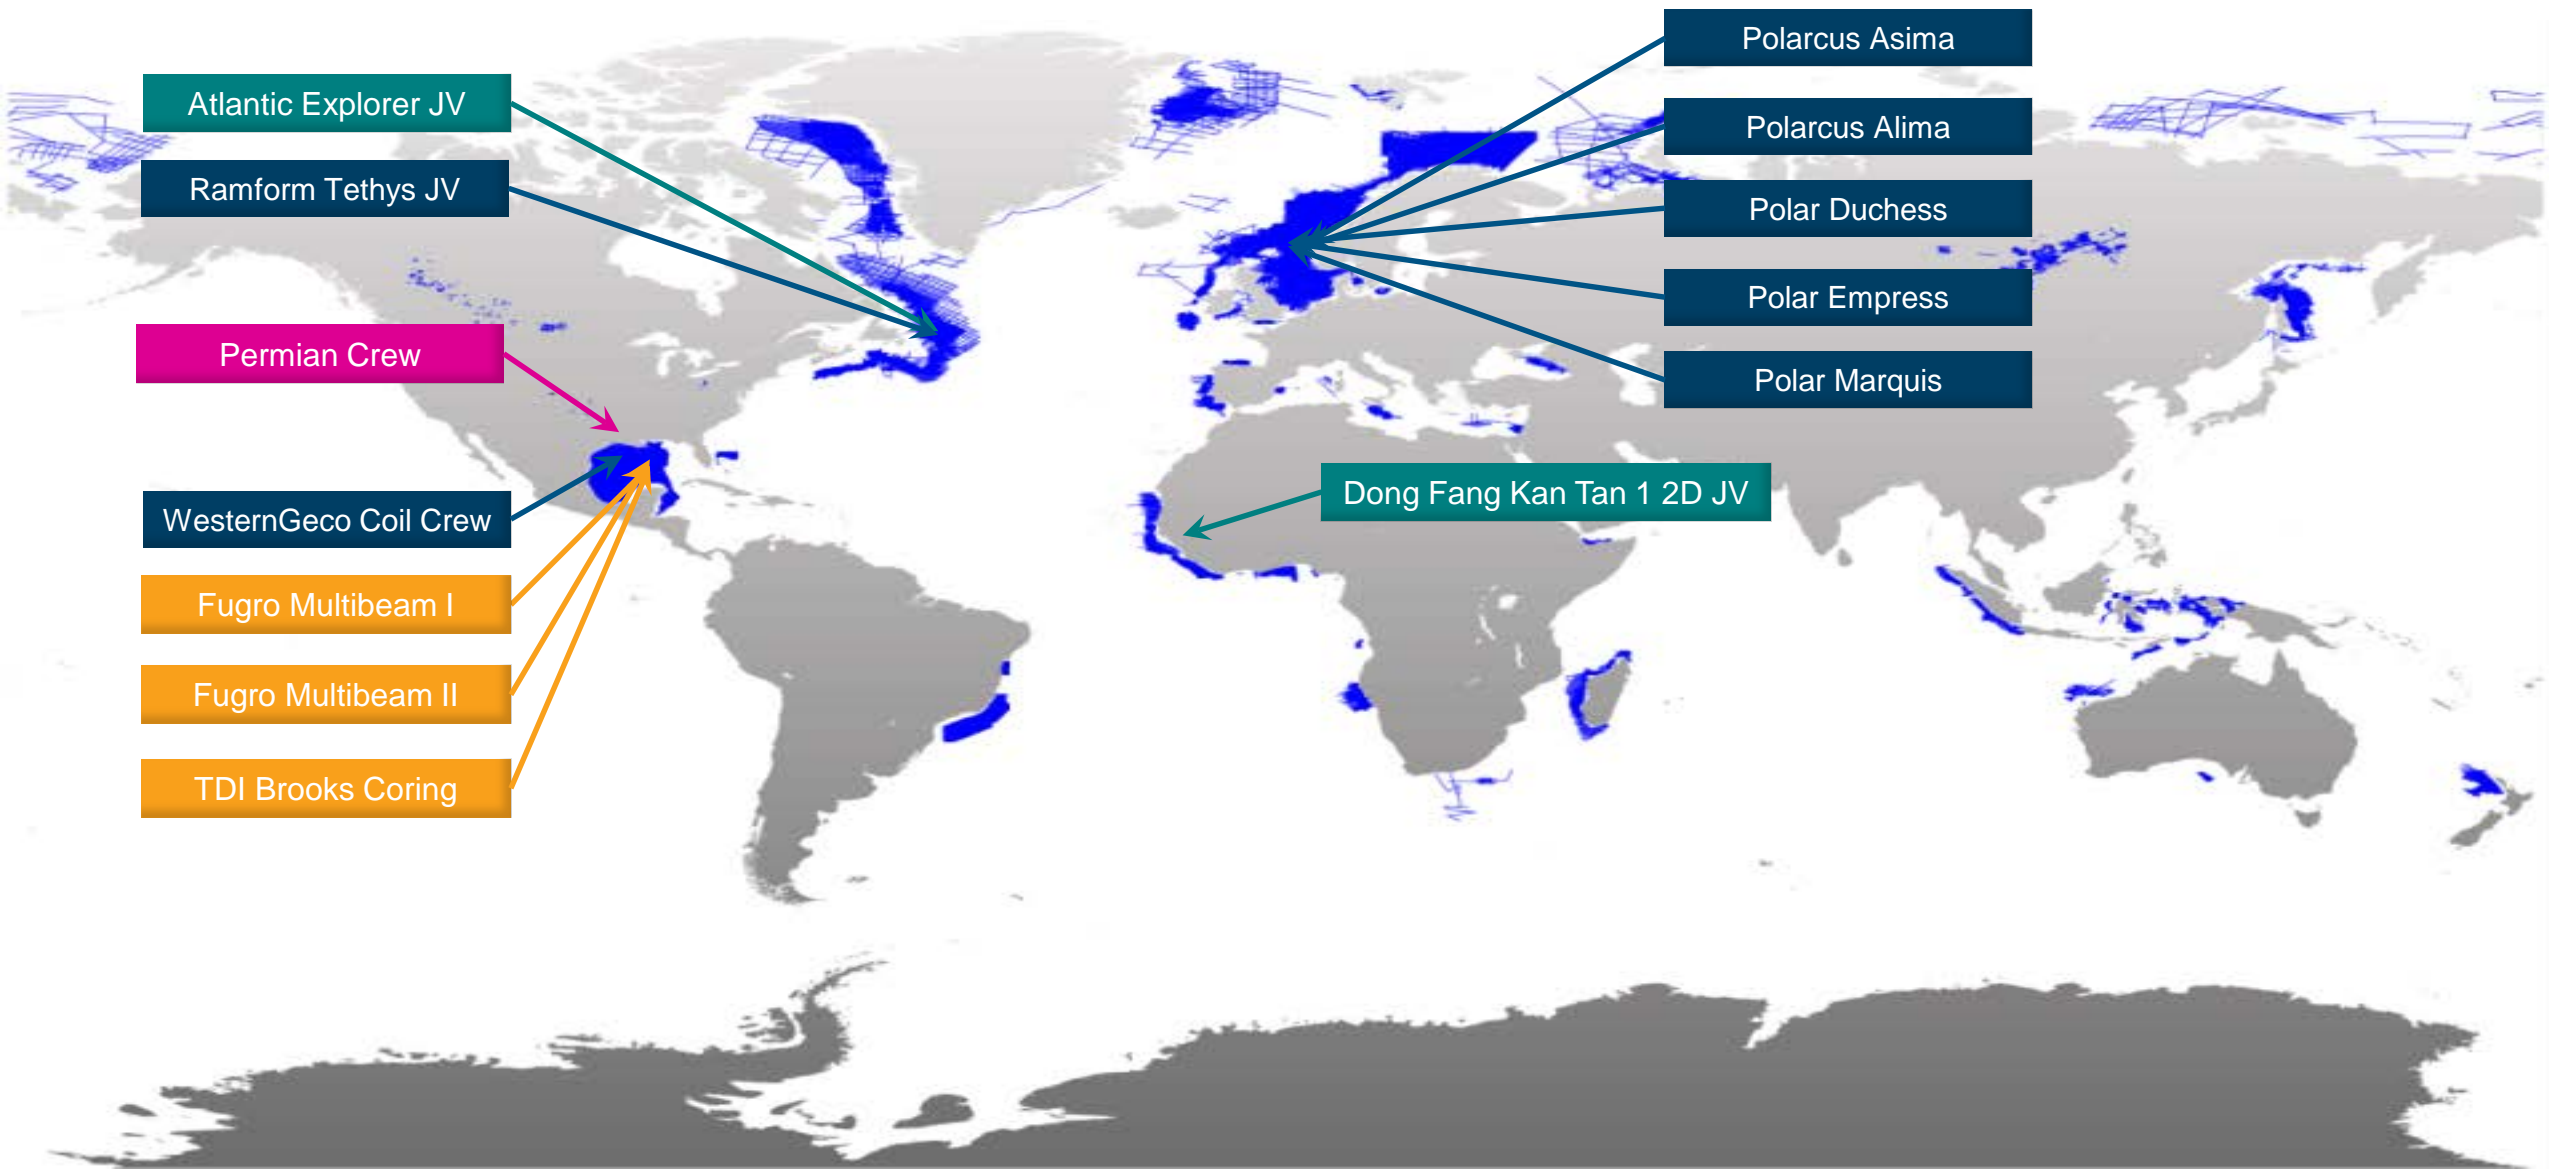 Atlantic Explorer JV
Ramform Tethys JV
Permian Crew
WesternGeco Coil Crew
Fugro Multibeam I
Fugro Multibeam II
TDI Brooks Coring
Polarcus Asima
Polarcus Alima
Polar Duchess
Polar Empress
Polar Marquis
Dong Fang Kan Tan 1 2D JV